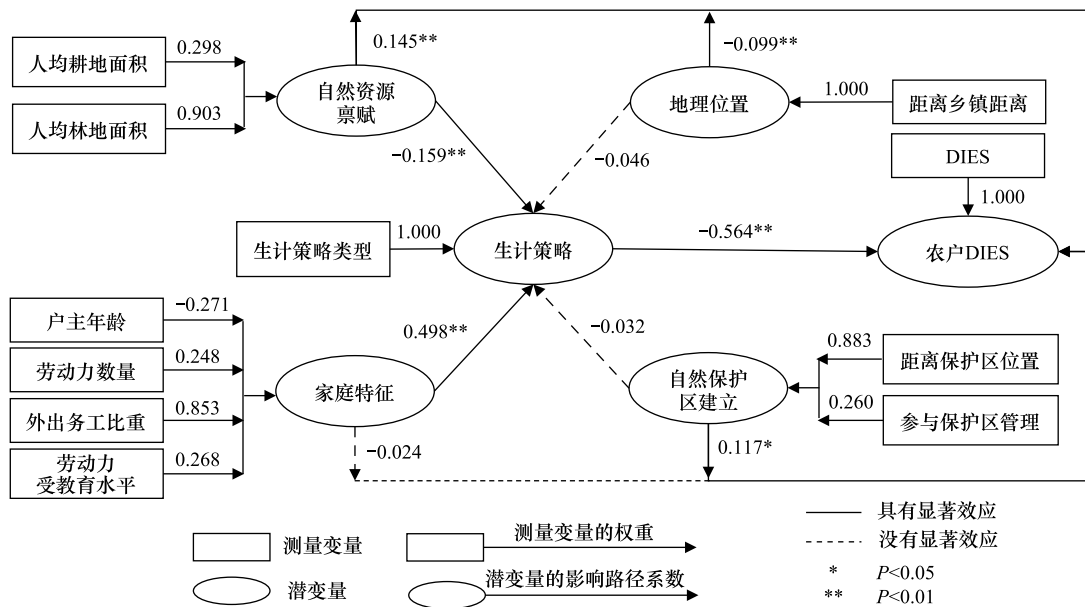 人均耕地面积
0.298
人均林地面积
0.903
自然资源
禀赋
0.145**
−0.159**
地理位置
−0.099**
−0.046
1.000
距离乡镇距离
DIES
1.000
生计策略类型
1.000
生计策略
−0.564**
农户DIES
户主年龄
−0.271
劳动力数量
0.248
外出务工比重
0.853
劳动力
受教育水平
0.268
家庭特征
0.498**
−0.024
−0.032
自然保护
区建立
0.117*
0.883
距离保护区位置
0.260
参与保护区管理
测量变量
测量变量的权重
潜变量
潜变量的影响路径系数
具有显著效应
没有显著效应
* P<0.05
** P<0.01